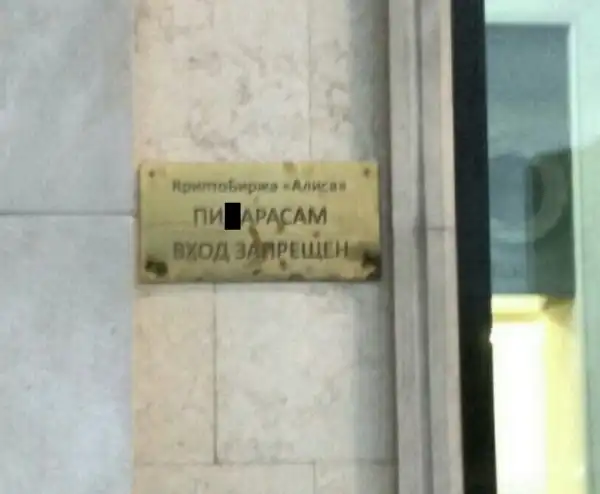 Криптобиржа «Алиса»
ПИ█АРАСАМ
ВХОД ЗАПРЕЩЕН